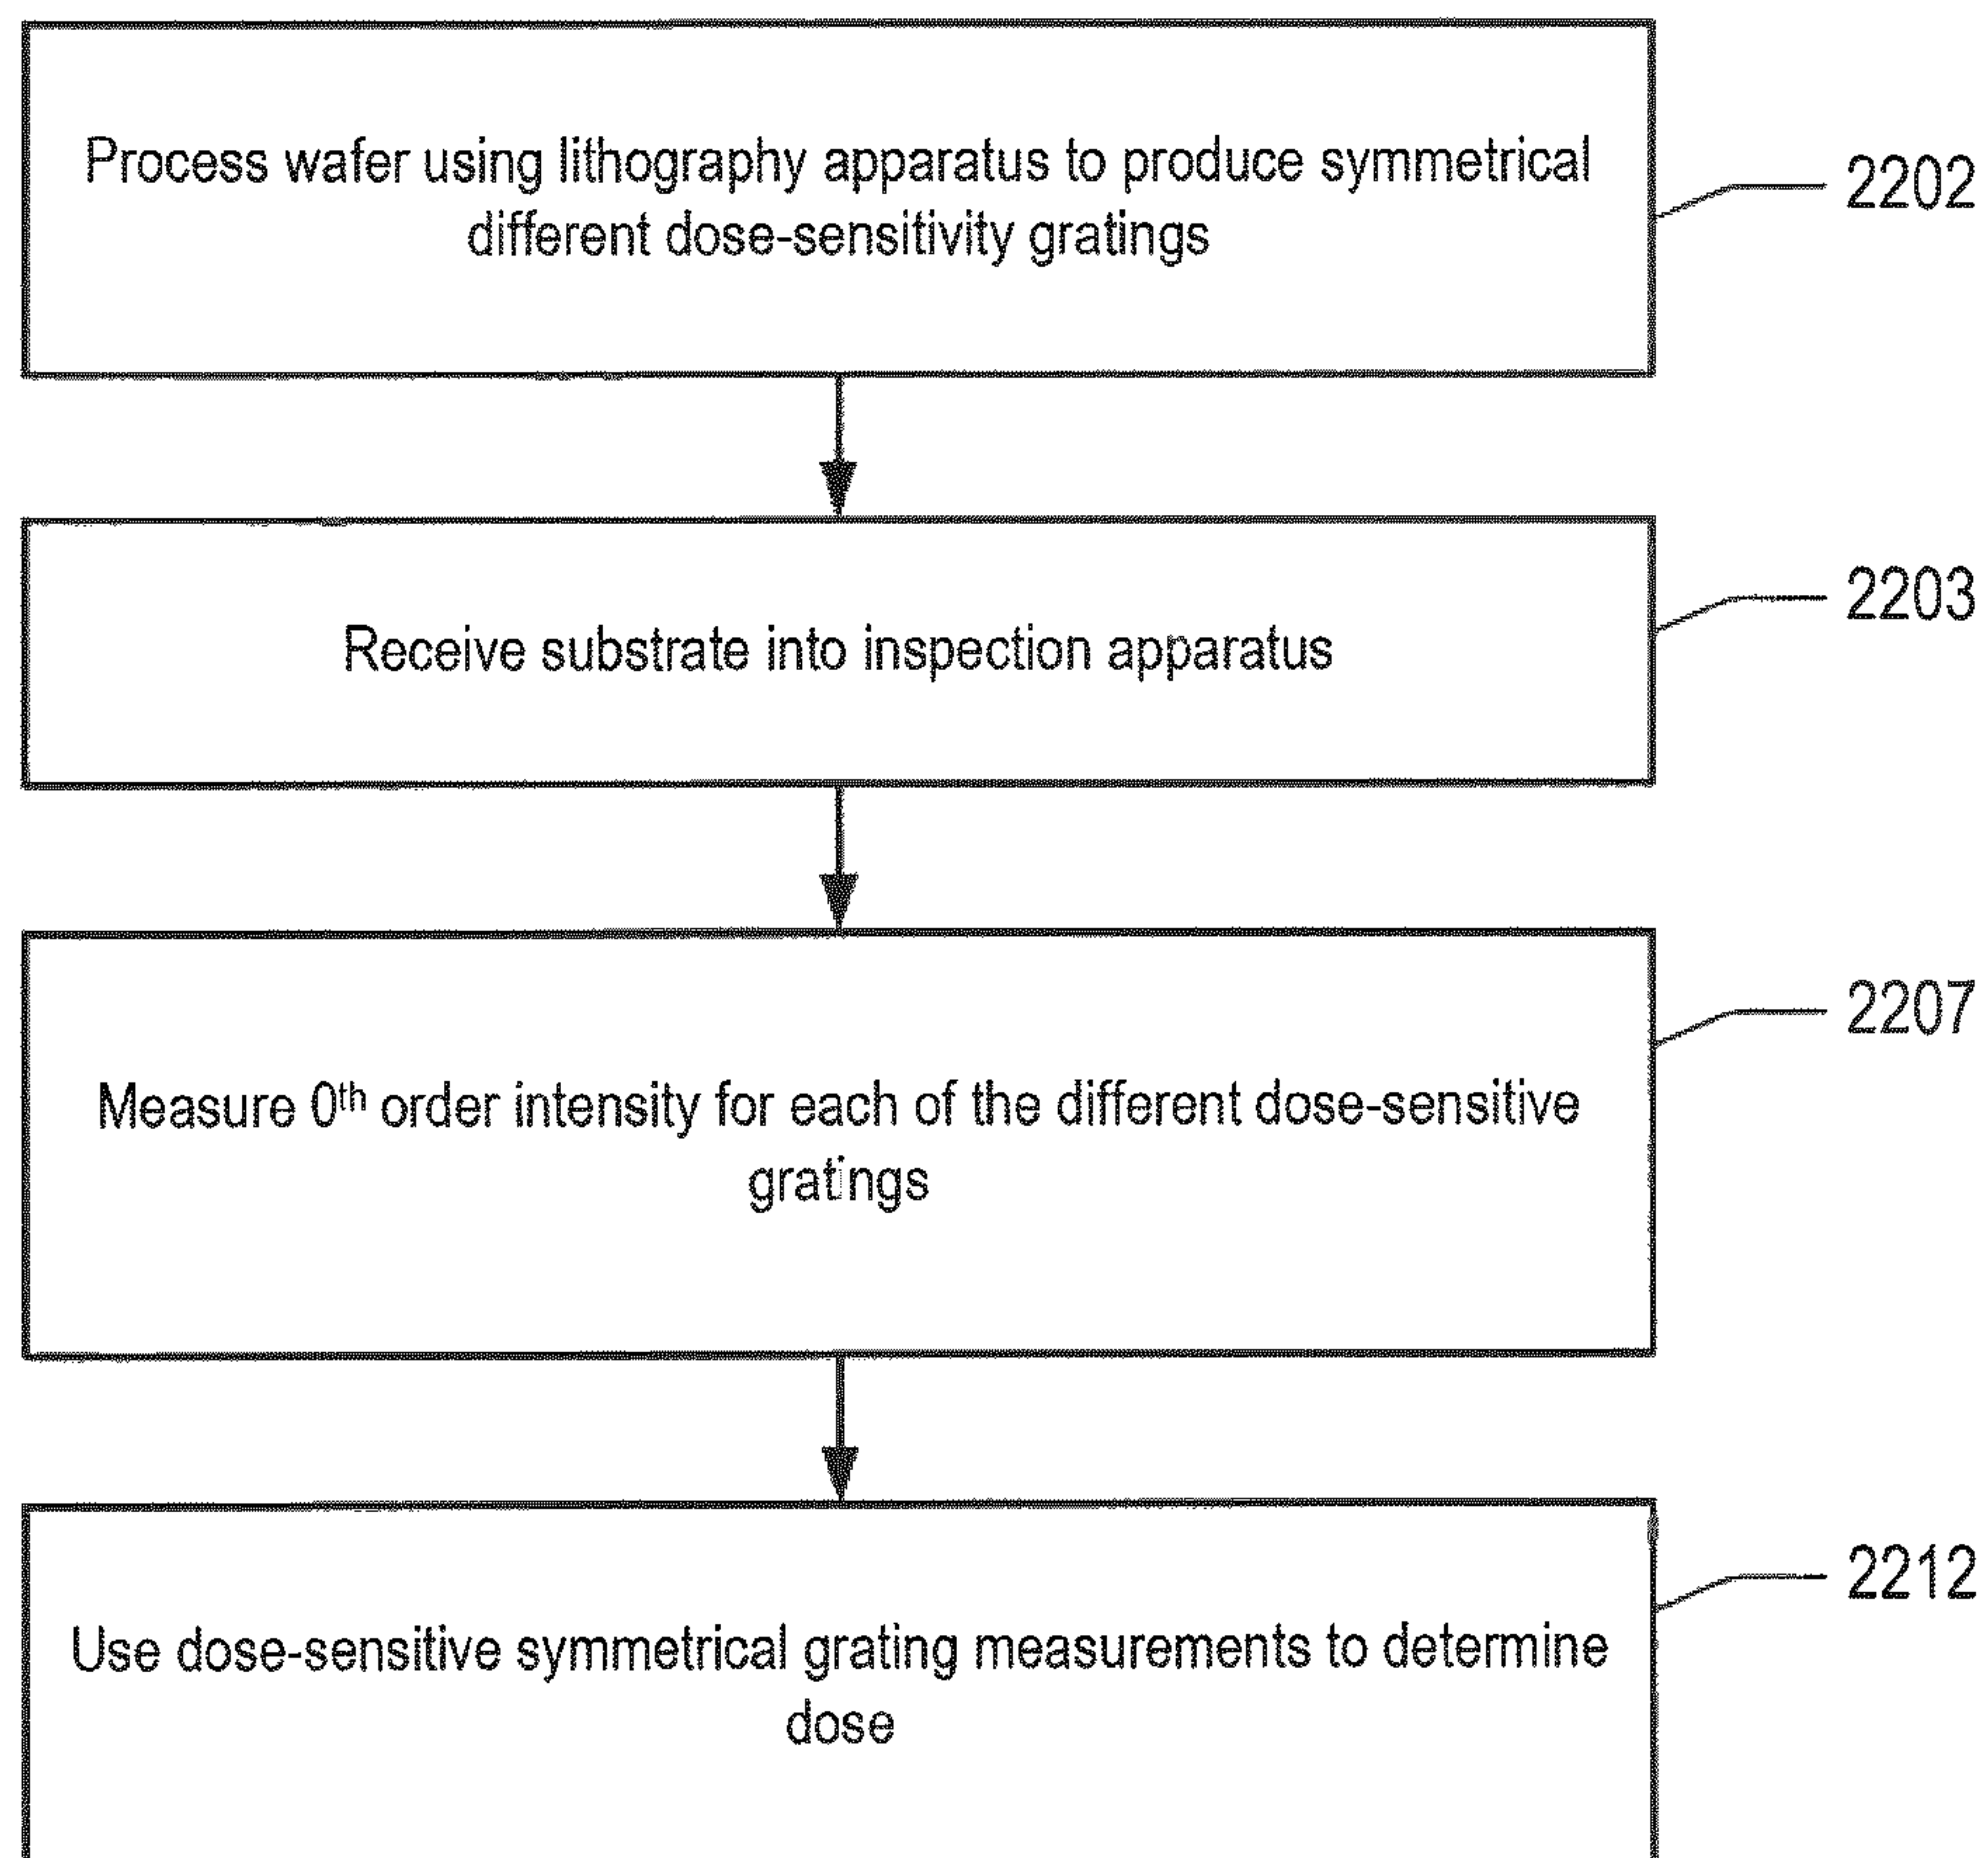 Process wafer using lithography apparatus to produce symmetrical
different dose-sensitivity gratings
2202
Receive substrate into inspection apparatus
2203
Measure 0th order intensity for each of the different dose-sensitive
gratings
2207
Use dose-sensitive symmetrical grating measurements to determine
dose
2212